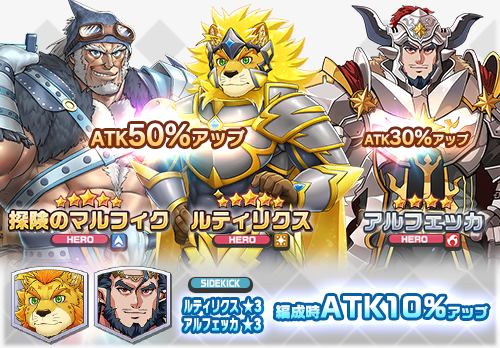 ATK50%アップ
ATK30%アップ
探険のマルフィク
HERO
ルティリクス
HERO
アルフェッカ
HERO
SIDEKICK
ルティリクス ★3
アルフェッカ ★3
編成時ATK10%アップ